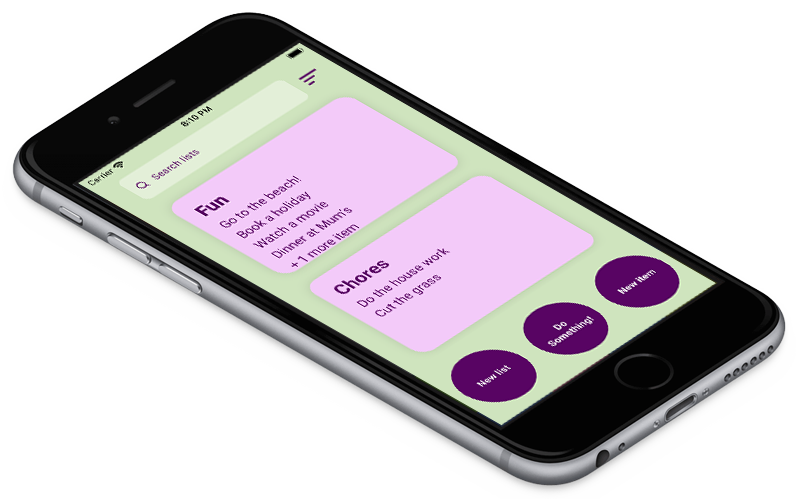 Carrier 8:10 PM
Search lists
Fun
Go to the beach!
Book a holiday
Watch a movie
Dinner at Mum's
+ 1 more item
Chores
Do the house work
Cut the grass
New list
Do
Something!
New item